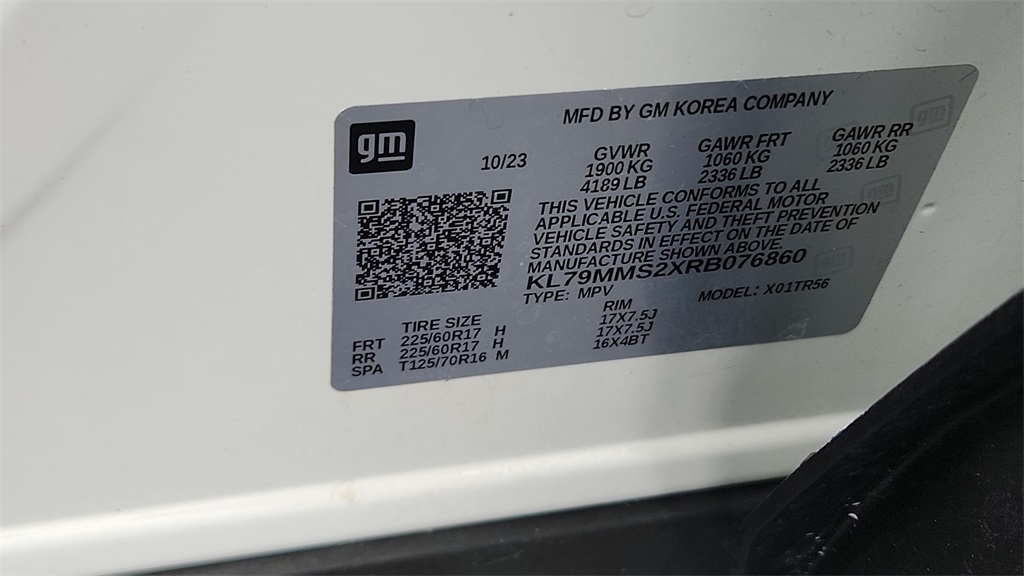 MFD BY GM KOREA COMPANY
gm
10/23
GVWR
1900 KG
4189 LB
GAWR FRT
1060 KG
2336 LB
GAWR RR
1060 KG
2336 LB
THIS VEHICLE CONFORMS TO ALL
APPLICABLE U.S. FEDERAL MOTOR
VEHICLE SAFETY AND THEFT PREVENTION
STANDARDS IN EFFECT ON THE DATE OF
MANUFACTURE SHOWN ABOVE.
KL79MMS2XRB076860
TYPE: MPV MODEL: X01TR56
TIRE SIZE RIM
FRT 225/60R17 H 17X7.5J
RR 225/60R17 H 17X7.5J
SPA T125/70R16 M 16X4BT